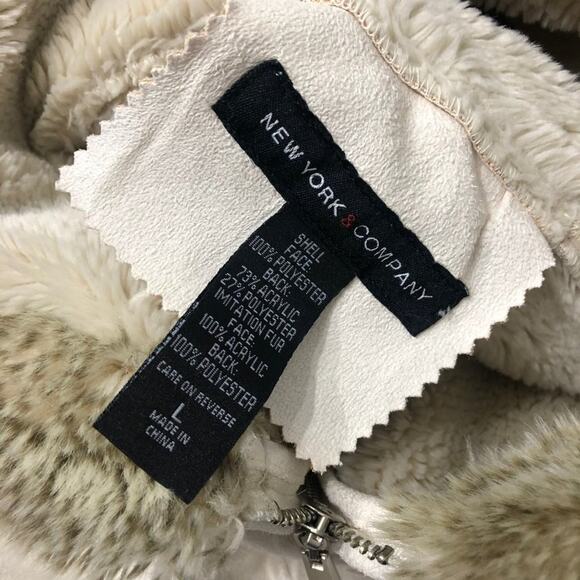 NEW YORK & COMPANY
SHELL
FACE:
100% POLYESTER
BACK:
73% ACRYLIC
27% POLYESTER
IMITATION FUR
FACE:
100% ACRYLIC
BACK:
100% POLYESTER
CARE ON REVERSE
L
MADE IN
CHINA